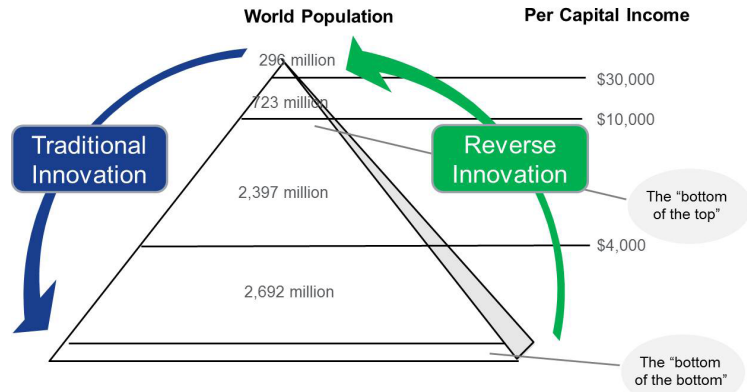 World Population
Per Capital Income
296 million
$30,000
723 million
$10,000
Traditional
Innovation
Reverse
Innovation
2,397 million
The “bottom
of the top”
$4,000
2,692 million
The “bottom
of the bottom”